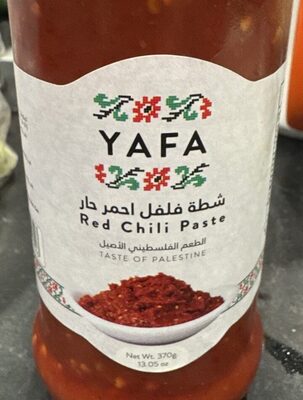 YAFA
شطة فلفل احمر حار
Red Chili Paste
الطعم الفلسطيني الأصيل
TASTE OF PALESTINE
Net Wt. 370g
13.05 oz